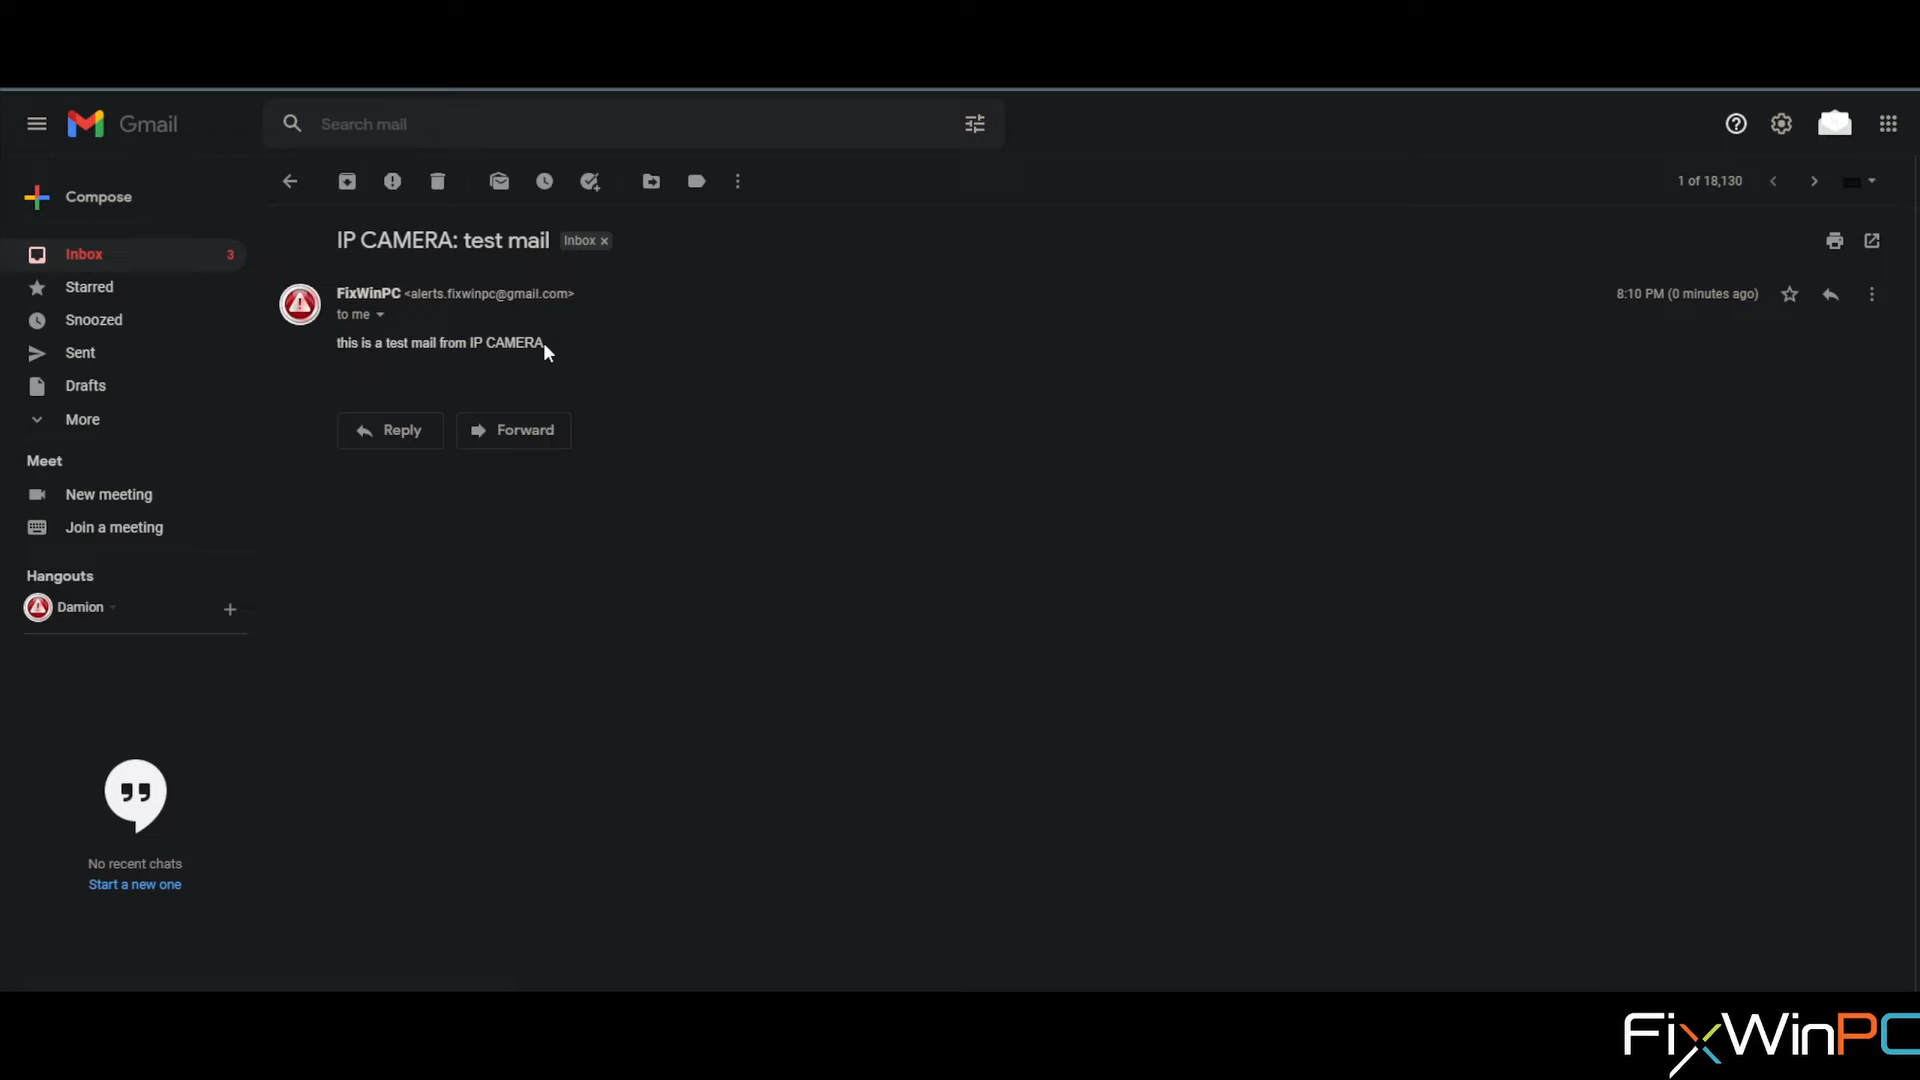 Gmail
Search mail
Compose
1 of 18,130
Inbox 3
Starred
Snoozed
Sent
Drafts
More
Meet
New meeting
Join a meeting
Hangouts
Damion
No recent chats
Start a new one
IP CAMERA: test mail Inbox x
FixWinPC <alerts.fixwinpc@gmail.com>
8:10 PM (0 minutes ago)
to me
this is a test mail from IP CAMERA.
Reply Forward
FixWinPC